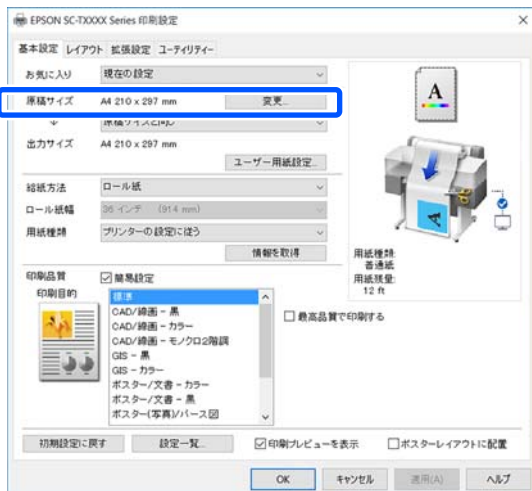 EPSON SC-TXXXX Series 印刷設定
基本設定 レイアウト 拡張設定 ユーティリティー
お気に入り 現在の設定
原稿サイズ A4 210 x 297 mm 変更...
原稿サイズと同じ
出力サイズ A4 210 x 297 mm
ユーザー用紙設定...
給紙方法 ロール紙
ロール紙幅 36 インチ (914 mm)
用紙種類 プリンターの設定に従う
情報を取得
A
用紙種類:
普通紙
用紙残量:
12 ft
印刷品質 簡易設定
印刷目的 標準
CAD/線画 - 黒
CAD/線画 - カラー
CAD/線画 - モノクロ2階調
GIS - 黒
GIS - カラー
ポスター/文書 - カラー
ポスター/文書 - 黒
ポスター(写真)/パース図
最高品質で印刷する
初期設定に戻す 設定一覧... 印刷プレビューを表示 ポスターレイアウトに配置
OK キャンセル 適用(A) ヘルプ